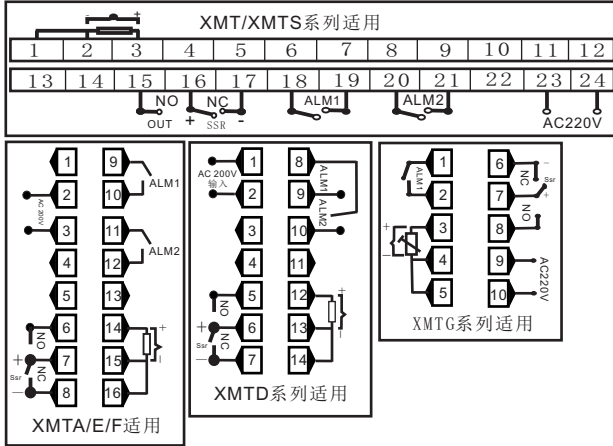 XMT/XMTS系列适用
- +
1 2 3 4 5 6 7 8 9 10 11 12
13 14 15 16 17 18 19 20 21 22 23 24
NO NC ALM1 ALM2
OUT + SSR - AC220V
1 9
ALM1
2 10
AC 200V
3 11
ALM2
4 12
5 13
6 14 +
NO
+ 7 15 -
Ssr NC
- 8 16
XMTA/E/F适用
1 8
AC 200V
输入
ALM1
2 9
ALM2
3 10
4 11
5 12 +
NO
+ 6 13
Ssr NC
- 7 14 -
XMTD系列适用
1 6 -
ALM1 NC Ssr
2 7 +
+ 3 8 NO
- 4 9
AC220V
5 10
XMTG系列适用